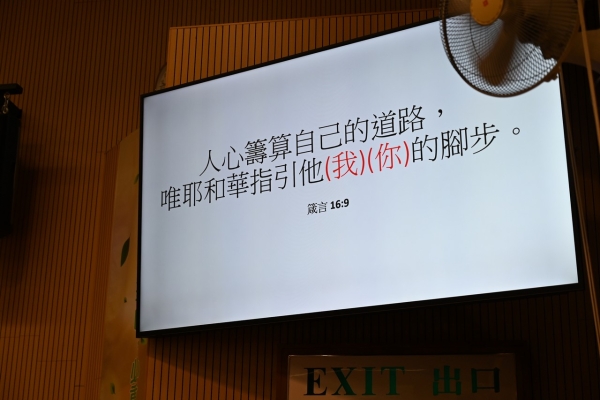 人心籌算自己的道路，
唯耶和華指引他(我)(你)的腳步。
箴言 16:9
EXIT 出口